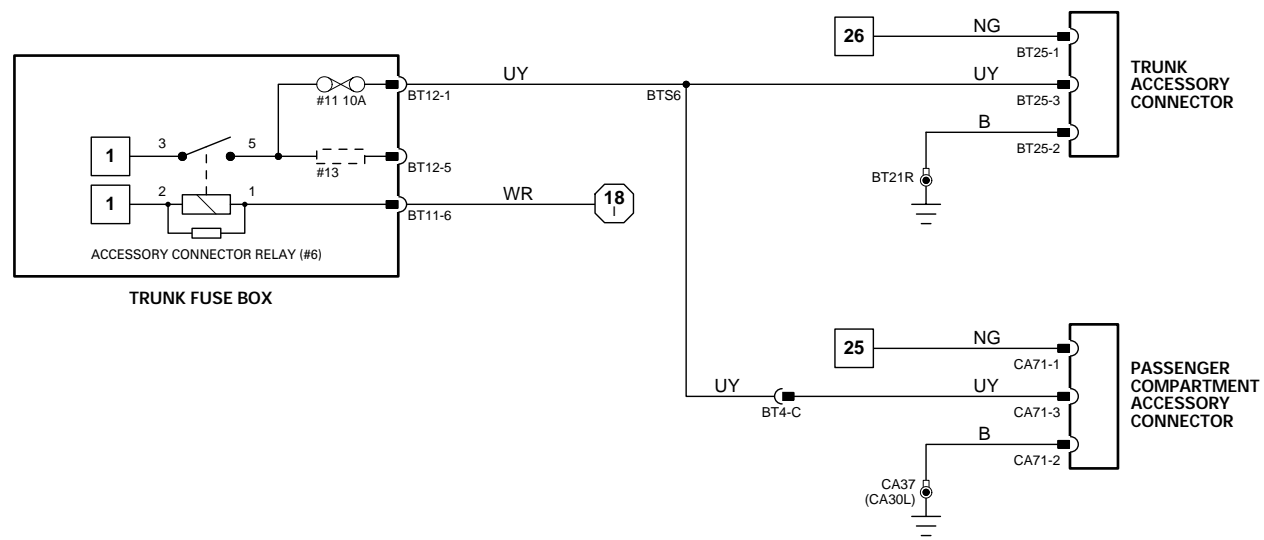 26
NG
BT25-1
UY
#11 10A
BT12-1
BTS6
UY
BT25-3
TRUNK
ACCESSORY
CONNECTOR
1
3
5
#13
BT12-5
B
BT25-2
BT21R
1
2
1
BT11-6
WR
18
I
ACCESSORY CONNECTOR RELAY (#6)
TRUNK FUSE BOX
25
NG
CA71-1
UY
BT4-C
UY
CA71-3
PASSENGER
COMPARTMENT
ACCESSORY
CONNECTOR
B
CA71-2
CA37
(CA30L)